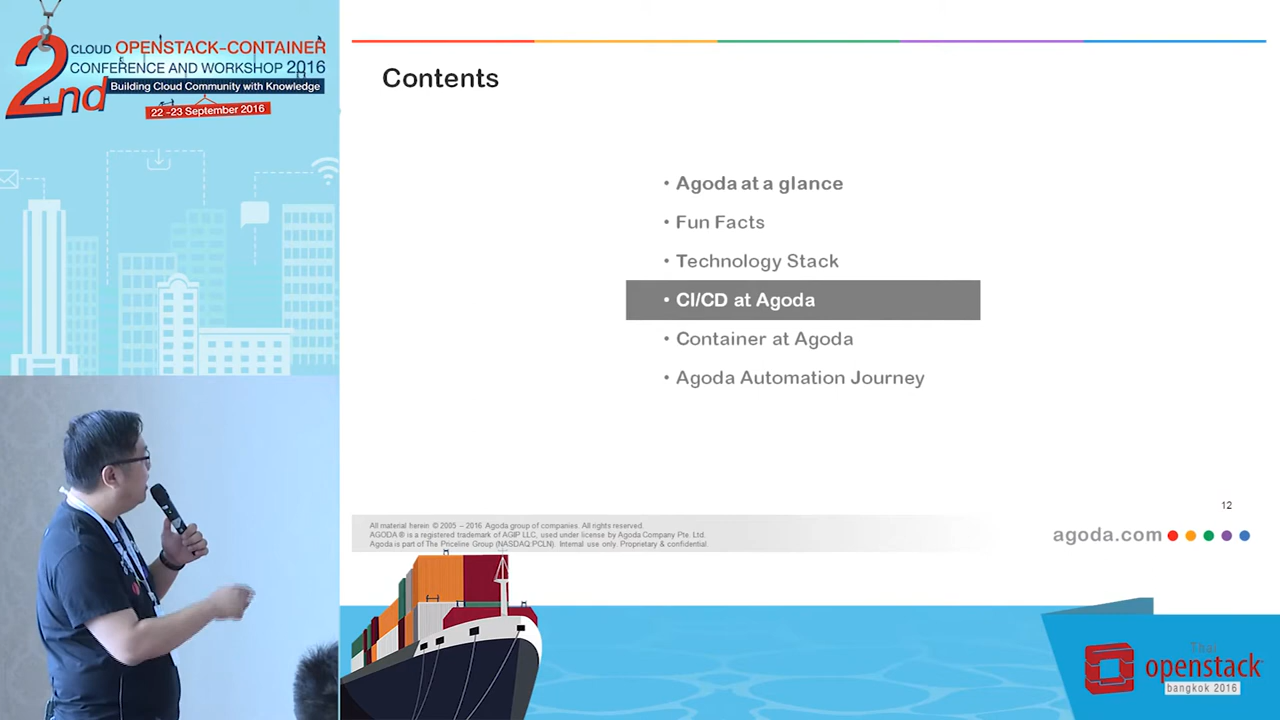 2nd
CLOUD OPENSTACK-CONTAINER
CONFERENCE AND WORKSHOP 2016
Building Cloud Community with Knowledge
22 -23 September 2016
Contents
• Agoda at a glance
• Fun Facts
• Technology Stack
• CI/CD at Agoda
• Container at Agoda
• Agoda Automation Journey
12
All material herein © 2005 – 2016 Agoda group of companies. All rights reserved.
AGODA ® is a registered trademark of AGIP LLC, used under license by Agoda Company Pte. Ltd.
Agoda is part of The Priceline Group (NASDAQ:PCLN). Internal use only. Proprietary & confidential.
agoda.com
Thai
openstack
bangkok 2016